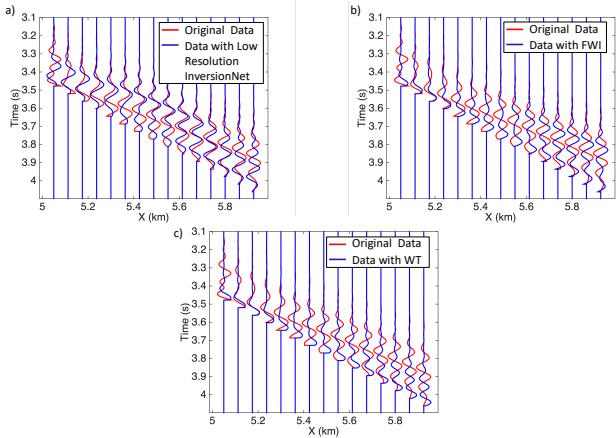 a)
Original Data
Data with Low
Resolution
InversionNet
3.1
3.2
3.3
3.4
3.5
3.6
3.7
3.8
3.9
4
Time (s)
5
5.2
5.4
5.6
5.8
X (km)
b)
Original Data
Data with FWI
3.1
3.2
3.3
3.4
3.5
3.6
3.7
3.8
3.9
4
Time (s)
5
5.2
5.4
5.6
5.8
X (km)
c)
Original Data
Data with WT
3.1
3.2
3.3
3.4
3.5
3.6
3.7
3.8
3.9
4
Time (s)
5
5.2
5.4
5.6
5.8
X (km)